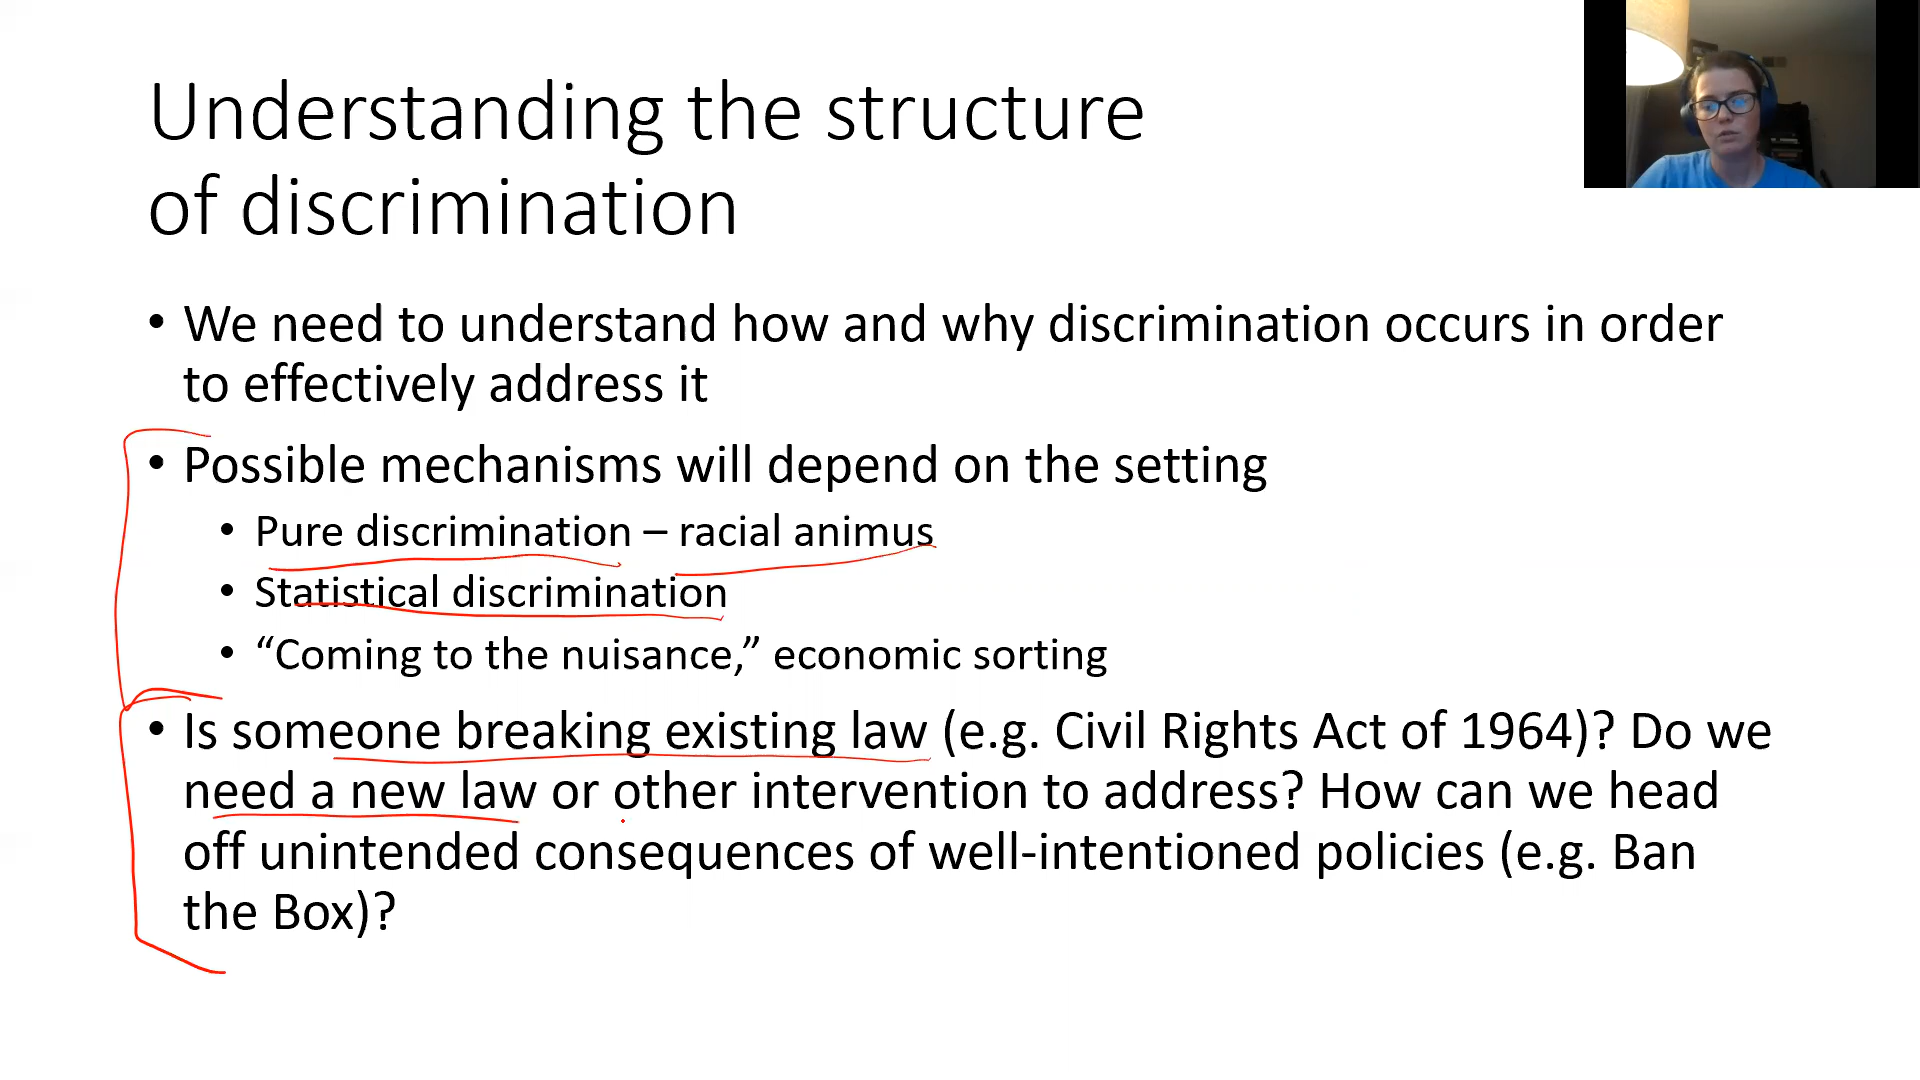 Understanding the structure
of discrimination
• We need to understand how and why discrimination occurs in order
to effectively address it
• Possible mechanisms will depend on the setting
• Pure discrimination – racial animus
• Statistical discrimination
• “Coming to the nuisance,” economic sorting
• Is someone breaking existing law (e.g. Civil Rights Act of 1964)? Do we
need a new law or other intervention to address? How can we head
off unintended consequences of well-intentioned policies (e.g. Ban
the Box)?